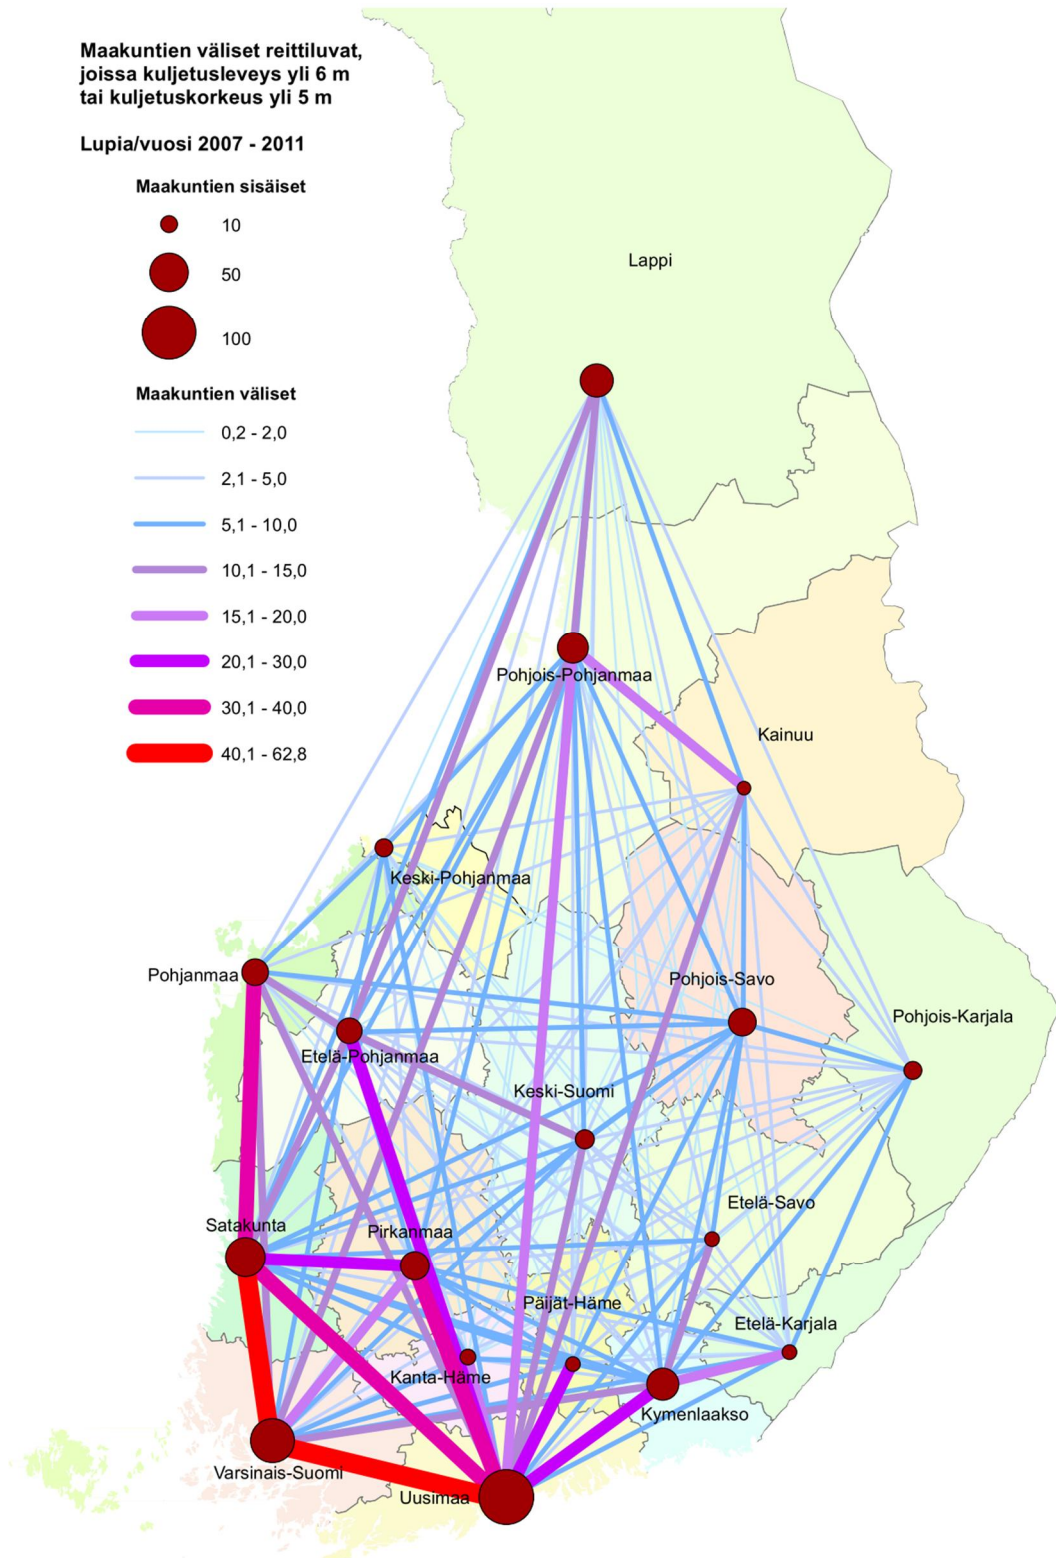 Maakuntien väliset reittiluvat,
joissa kuljetusleveys yli 6 m
tai kuljetuskorkeus yli 5 m
Lupia/vuosi 2007 - 2011
Maakuntien sisäiset
10
50
100
Maakuntien väliset
0,2 - 2,0
2,1 - 5,0
5,1 - 10,0
10,1 - 15,0
15,1 - 20,0
20,1 - 30,0
30,1 - 40,0
40,1 - 62,8
Lappi
Pohjois-Pohjanmaa
Kainuu
Keski-Pohjanmaa
Pohjanmaa
Pohjois-Savo
Pohjois-Karjala
Etelä-Pohjanmaa
Keski-Suomi
Etelä-Savo
Satakunta
Pirkanmaa
Päijät-Häme
Etelä-Karjala
Kanta-Häme
Kymenlaakso
Varsinais-Suomi
Uusimaa